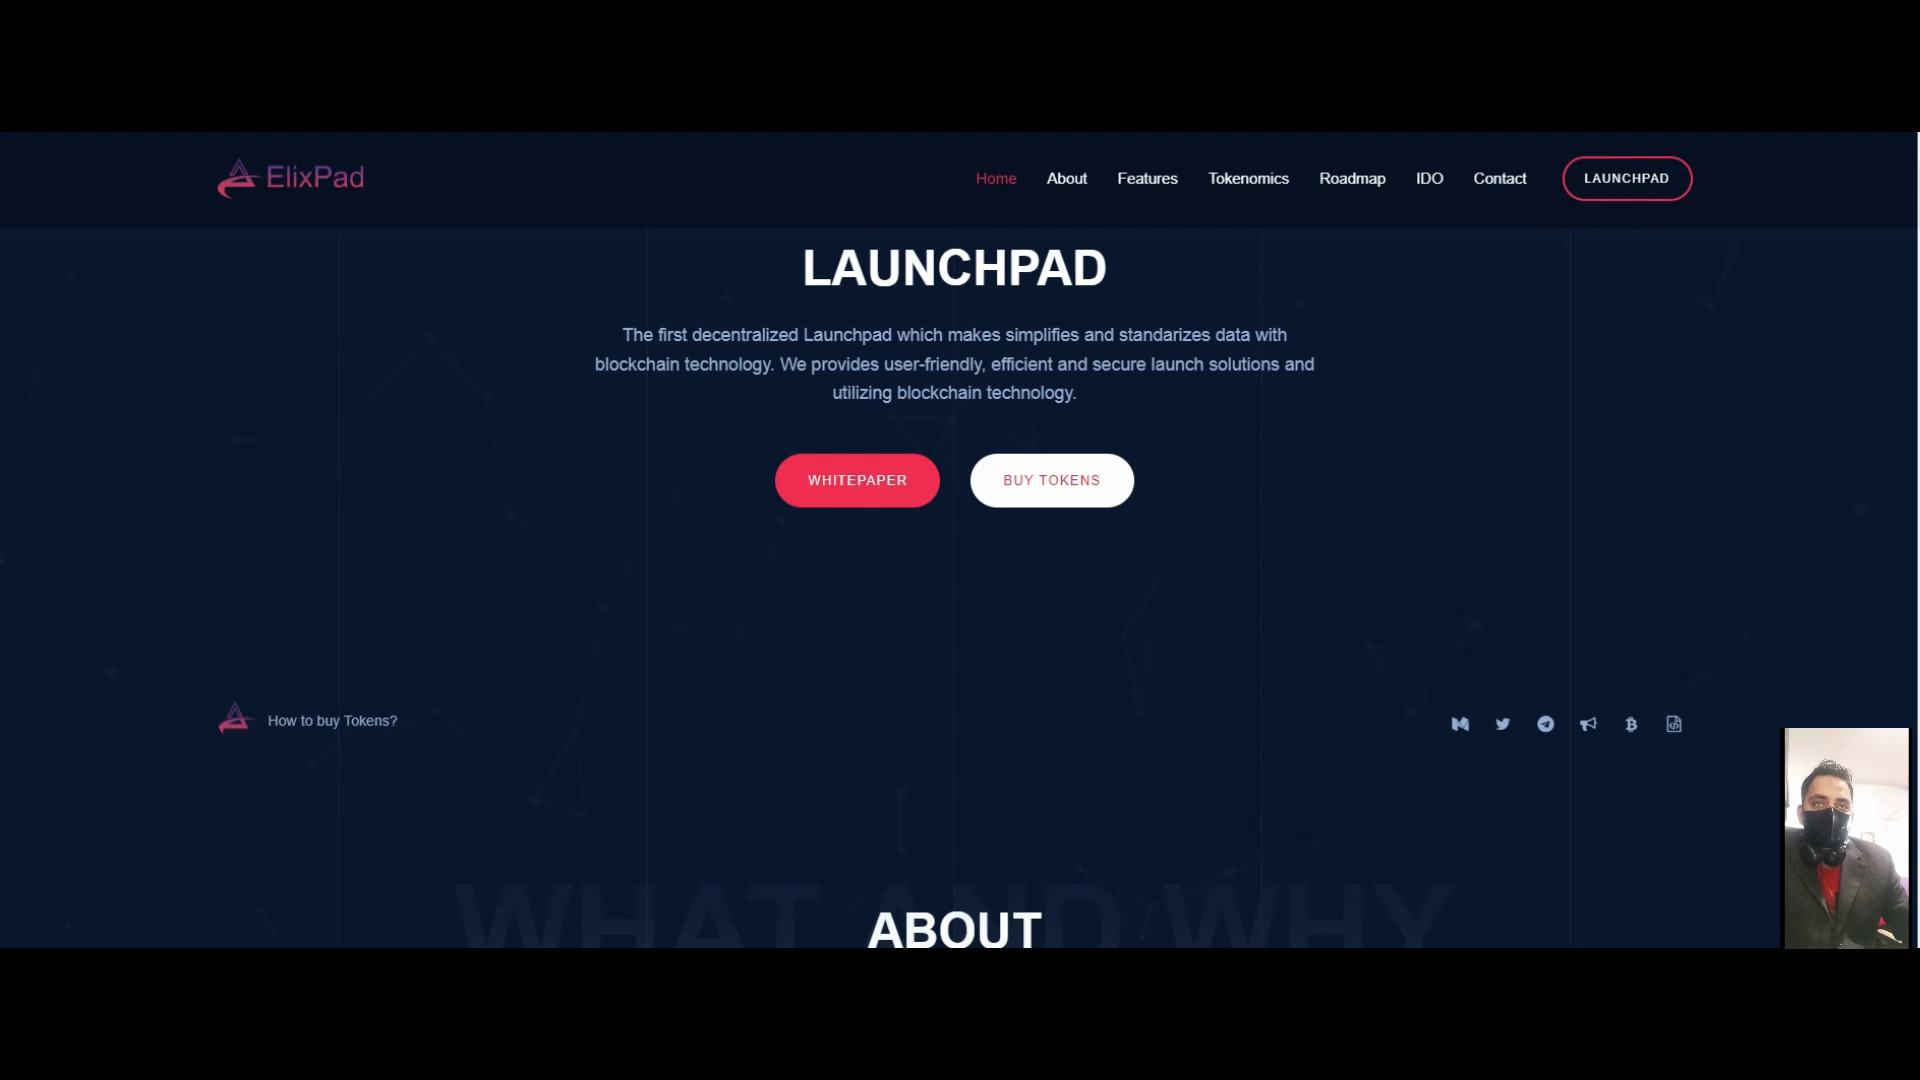 ElixPad
Home About Features Tokenomics Roadmap IDO Contact LAUNCHPAD
LAUNCHPAD
The first decentralized Launchpad which makes simplifies and standarizes data with
blockchain technology. We provides user-friendly, efficient and secure launch solutions and
utilizing blockchain technology.
WHITEPAPER BUY TOKENS
How to buy Tokens?
WHAT AND WHY
ABOUT